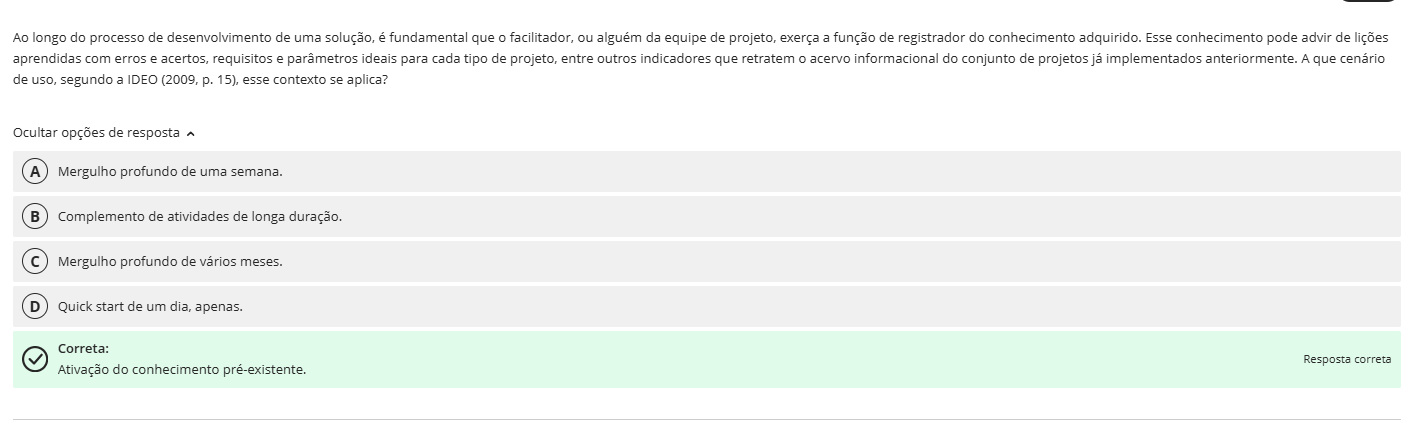 Ao longo do processo de desenvolvimento de uma solução, é fundamental que o facilitador, ou alguém da equipe de projeto, exerça a função de registrador do conhecimento adquirido. Esse conhecimento pode advir de lições
aprendidas com erros e acertos, requisitos e parâmetros ideais para cada tipo de projeto, entre outros indicadores que retratem o acervo informacional do conjunto de projetos já implementados anteriormente. A que cenário
de uso, segundo a IDEO (2009, p. 15), esse contexto se aplica?
Ocultar opções de resposta
A Mergulho profundo de uma semana.
B Complemento de atividades de longa duração.
C Mergulho profundo de vários meses.
D Quick start de um dia, apenas.
Correta:
Ativação do conhecimento pré-existente.
Resposta correta